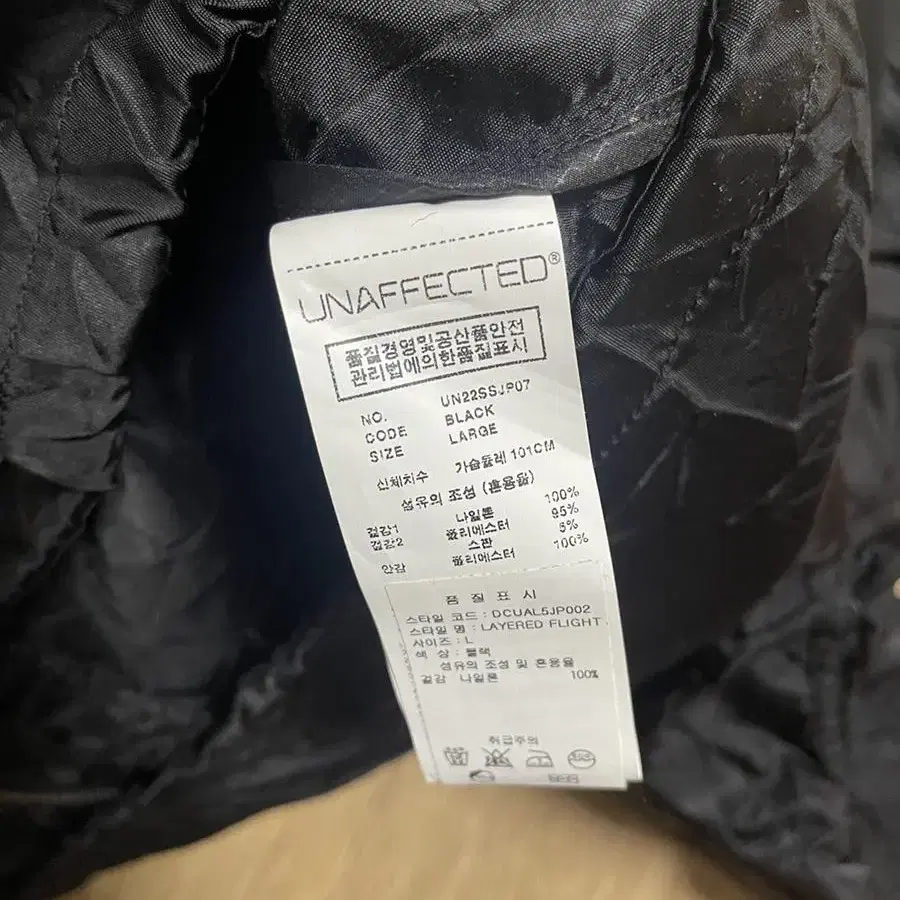 UNAFFECTED®
품질경영및공산품안전
관리법에의한품질표시
NO. UN22SSJP07
CODE BLACK
SIZE LARGE
신체치수 가슴둘레 101CM
섬유의 조성 (혼용율)
겉감1 나일론 100%
겉감2 폴리에스터 95%
스판 5%
안감 폴리에스터 100%
품 질 표 시
스타일 코드 : DCUAL5JP002
스타일 명 : LAYERED FLIGHT
사이즈 : L
색 상 : 블랙
섬유의 조성 및 혼용율
겉감 나일론 100%
취급주의